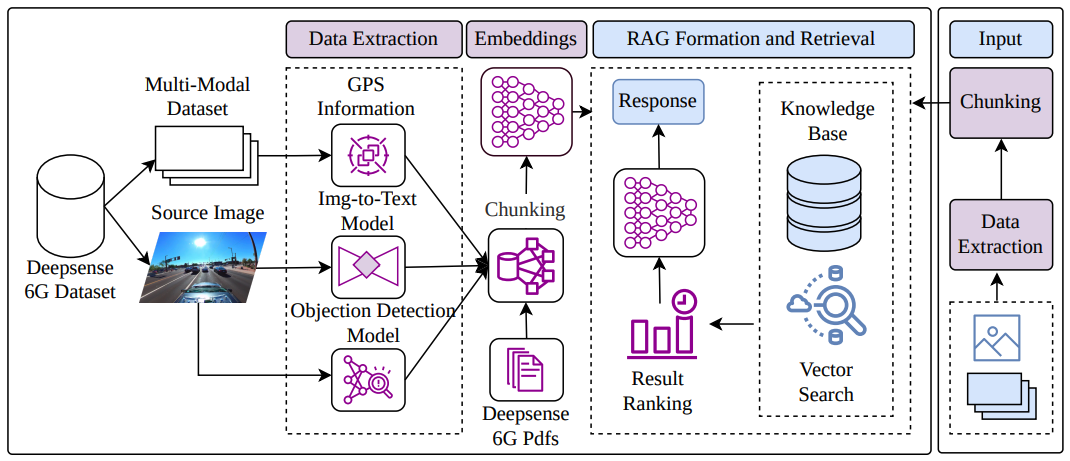 Data Extraction
Embeddings
RAG Formation and Retrieval
Input
Multi-Modal
Dataset
Source Image
Deepsense
6G Dataset
GPS
Information
Img-to-Text
Model
Objection Detection
Model
Chunking
Deepsense
6G Pdfs
Response
Result
Ranking
Knowledge
Base
Vector
Search
Chunking
Data
Extraction